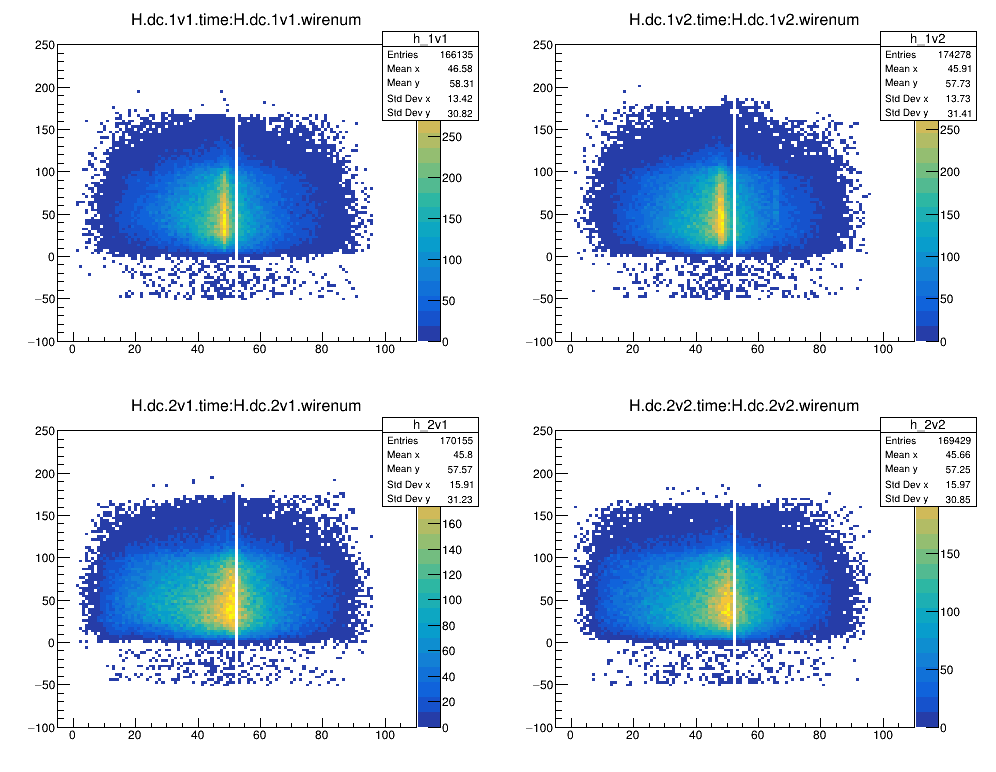 H.dc.1v1.time:H.dc.1v1.wirenum
h_1v1
Entries 166135
Mean x 46.58
Mean y 58.31
Std Dev x 13.42
Std Dev y 30.82
250
200
150
100
50
0
−50
−100
0 20 40 60 80 100
250
200
150
100
50
0
H.dc.1v2.time:H.dc.1v2.wirenum
h_1v2
Entries 174278
Mean x 45.91
Mean y 57.73
Std Dev x 13.73
Std Dev y 31.41
250
200
150
100
50
0
−50
−100
0 20 40 60 80 100
250
200
150
100
50
0
H.dc.2v1.time:H.dc.2v1.wirenum
h_2v1
Entries 170155
Mean x 45.8
Mean y 57.57
Std Dev x 15.91
Std Dev y 31.23
250
200
150
100
50
0
−50
−100
0 20 40 60 80 100
160
140
120
100
80
60
40
20
0
H.dc.2v2.time:H.dc.2v2.wirenum
h_2v2
Entries 169429
Mean x 45.66
Mean y 57.25
Std Dev x 15.97
Std Dev y 30.85
250
200
150
100
50
0
−50
−100
0 20 40 60 80 100
150
100
50
0